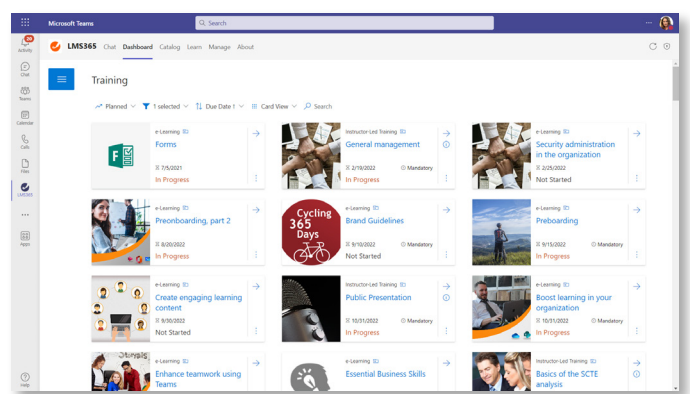 Microsoft Teams
Search
20
Activity
Chat
Teams
Calendar
Calls
Files
LMS365
Apps
Help
LMS365 Chat Dashboard Catalog Learn Manage About
Training
Planned 1 selected Due Date ↑ Card View Search
e-Learning
Forms
7/5/2021
In Progress
Instructor-Led Training
General management
2/19/2022 Mandatory
In Progress
e-Learning
Security administration
in the organization
2/25/2022
Not Started
e-Learning
Preonboarding, part 2
8/20/2022
In Progress
Cycling
365
Days
e-Learning
Brand Guidelines
9/10/2022 Mandatory
Not Started
e-Learning
Preboarding
9/15/2022 Mandatory
In Progress
e-Learning
Create engaging learning
content
9/30/2022
Not Started
Instructor-Led Training
Public Presentation
10/31/2022 Mandatory
In Progress
e-Learning
Boost learning in your
organization
10/31/2022 Mandatory
In Progress
e-Learning
Enhance teamwork using
Teams
e-Learning
Essential Business Skills
Instructor-Led Training
Basics of the SCTE
analysis